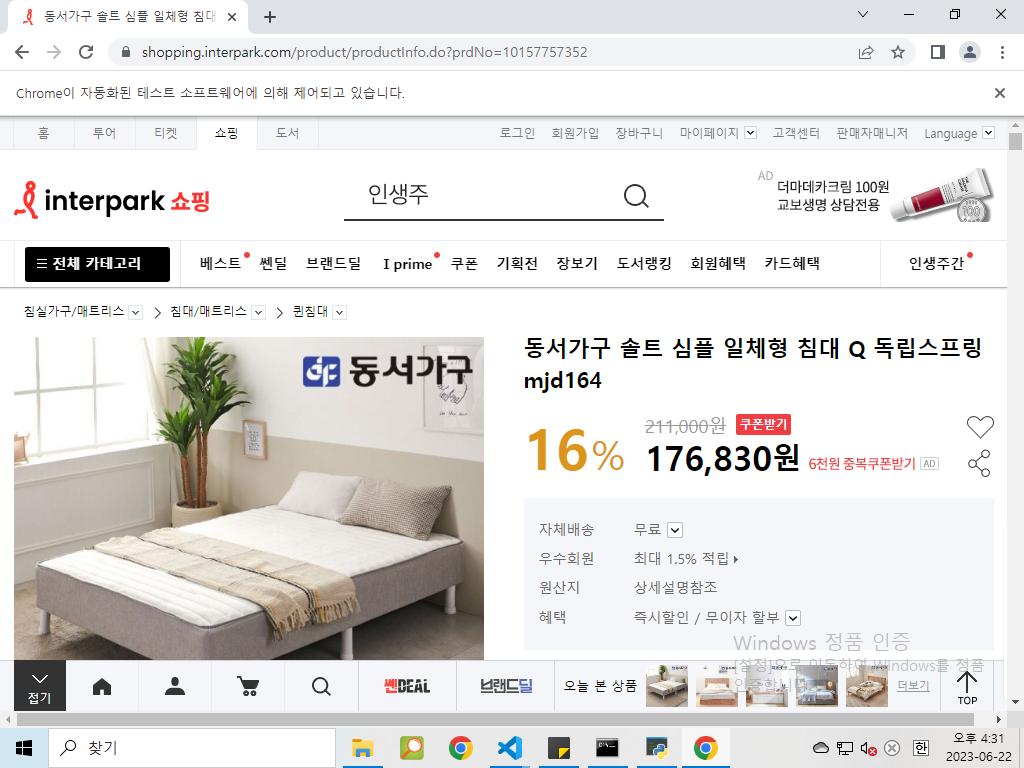 동서가구 솔트 심플 일체형 침대
shopping.interpark.com/product/productInfo.do?prdNo=10157757352
Chrome이 자동화된 테스트 소프트웨어에 의해 제어되고 있습니다.
홈 투어 티켓 쇼핑 도서 로그인 회원가입 장바구니 마이페이지 고객센터 판매자매니저 Language
interpark 쇼핑
인생주
AD 더마데카크림 100원
교보생명 상담전용
전체 카테고리 베스트 쎈딜 브랜드딜 I prime 쿠폰 기획전 장보기 도서랭킹 회원혜택 카드혜택 인생주간
침실가구/매트리스 침대/매트리스 퀸침대
동서가구
동서가구 솔트 심플 일체형 침대 Q 독립스프링
mjd164
16%
211,000원 쿠폰받기
176,830원 6천원 중복쿠폰받기 AD
자체배송 무료
우수회원 최대 1.5% 적립
원산지 상세설명참조
혜택 즉시할인 / 무이자 할부
Windows 정품 인증
[설정]으로 이동하여 Windows를 정품
인증합니다.
접기
쎈DEAL
브랜드딜
오늘 본 상품
더보기
TOP
찾기
한
오후 4:31
2023-06-22